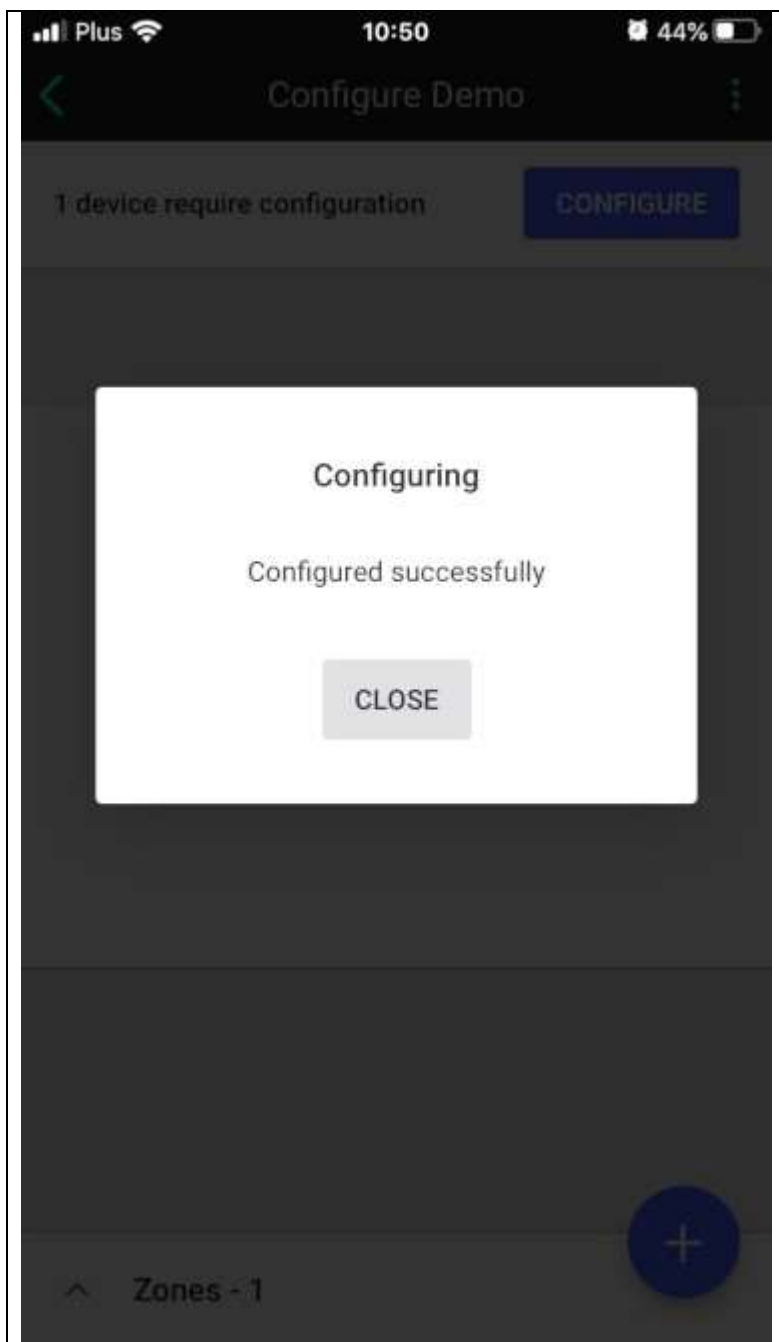 Plus 10:50 44%
Configure Demo
1 device require configuration CONFIGURE
Configuring
Configured successfully
CLOSE
Zones - 1